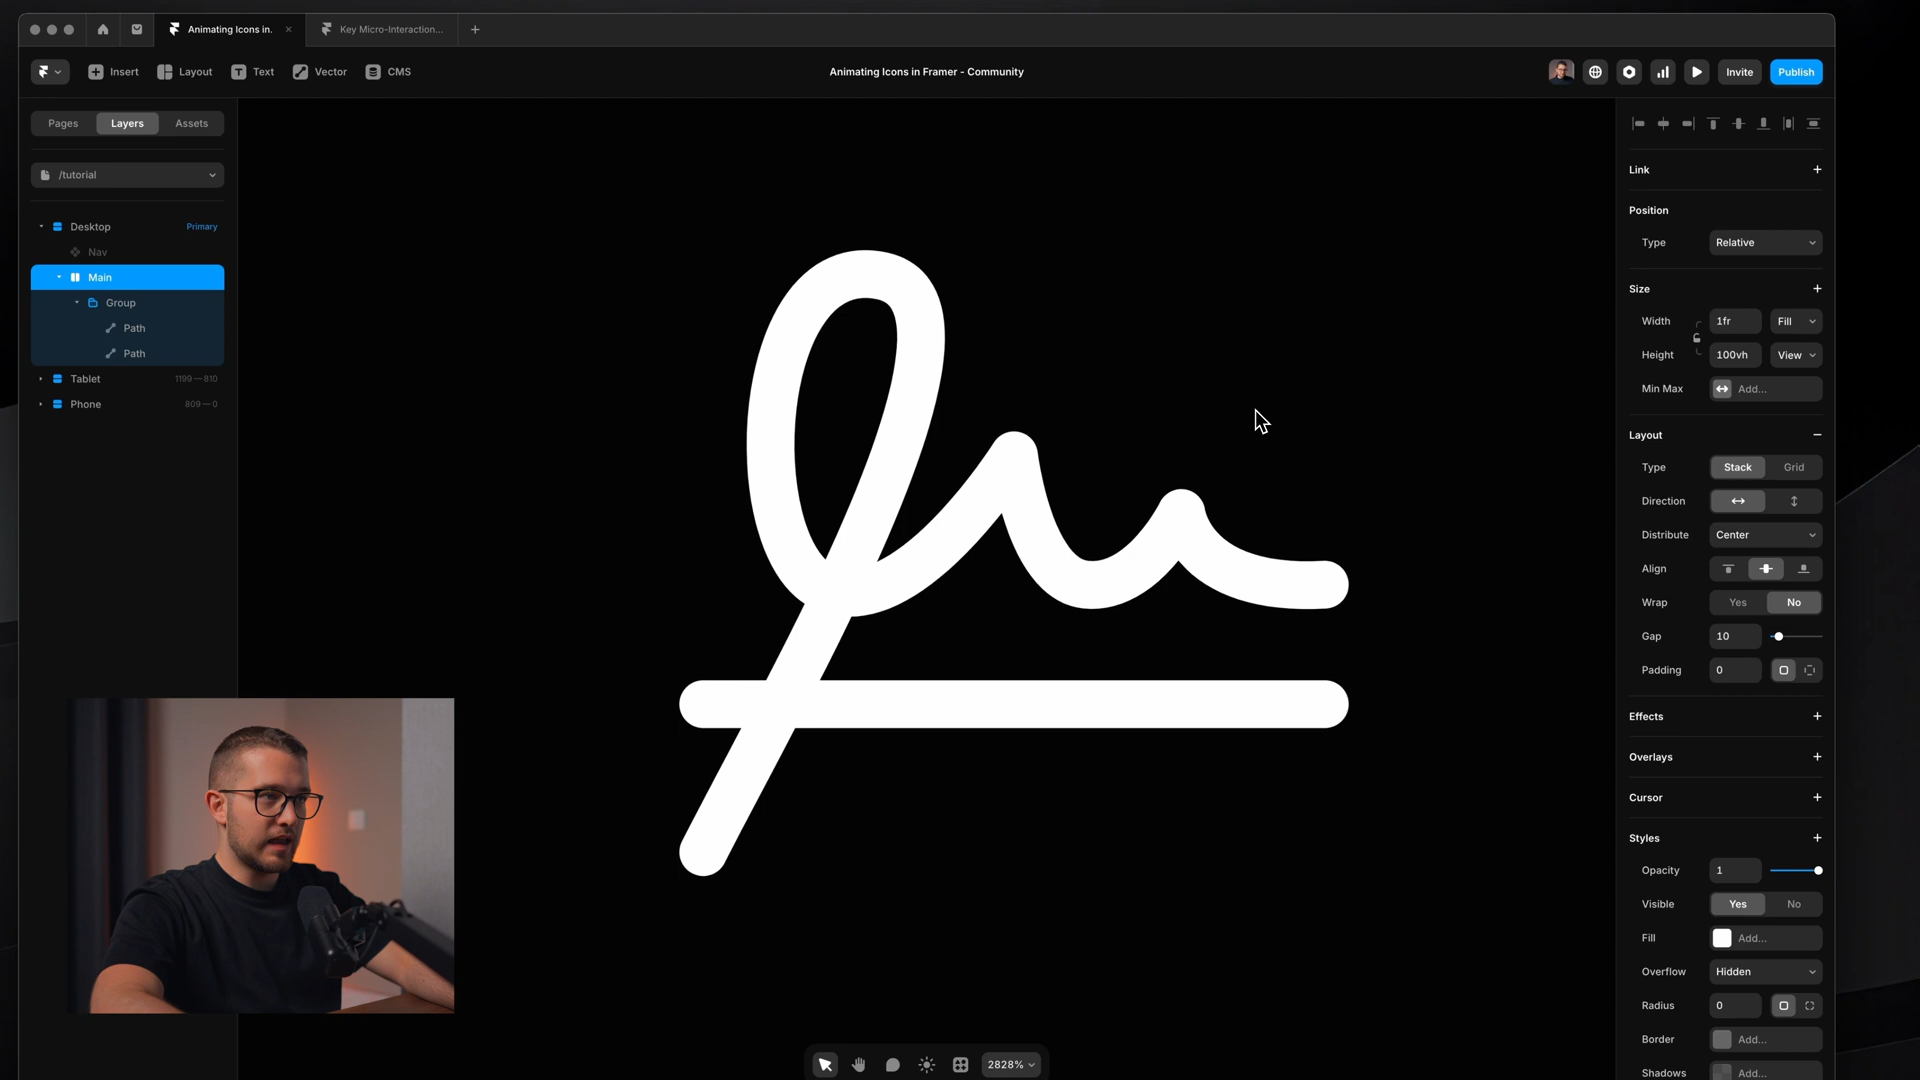 Animating Icons in.
Key Micro-Interaction...
Insert
Layout
Text
Vector
CMS
Animating Icons in Framer - Community
Invite
Publish
Pages
Layers
Assets
/tutorial
Desktop
Primary
Nav
Main
Group
Path
Path
Tablet
1199 — 810
Phone
809 — 0
Link
Position
Type
Relative
Size
Width
1fr
Fill
Height
100vh
View
Min Max
Add...
Layout
Type
Stack
Grid
Direction
Distribute
Center
Align
Wrap
Yes
No
Gap
10
Padding
0
Effects
Overlays
Cursor
Styles
Opacity
1
Visible
Yes
No
Fill
Add...
Overflow
Hidden
Radius
0
Border
Add...
Shadows
Add...
2828%